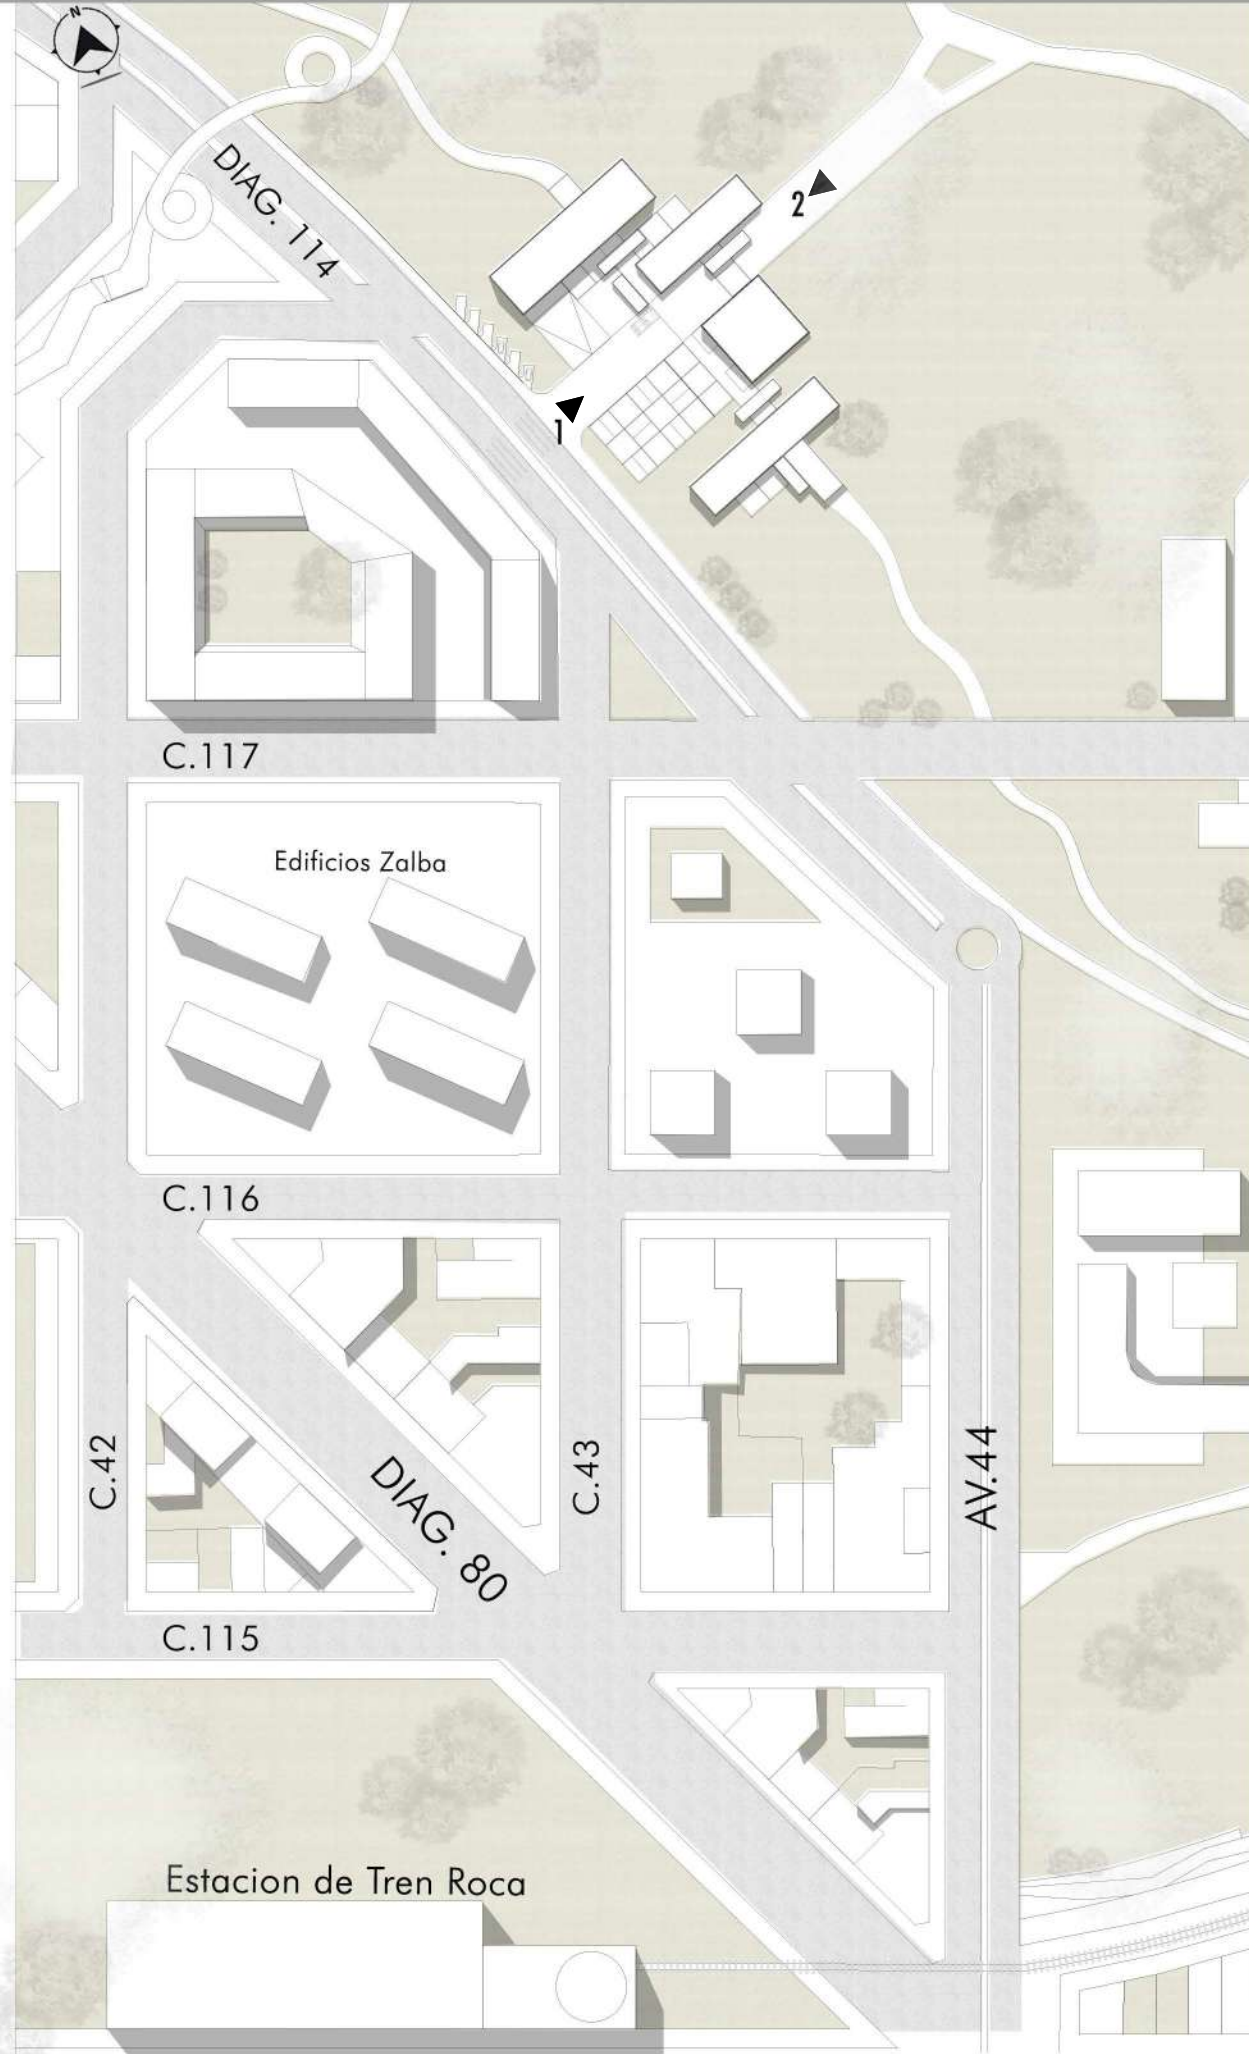 N
DIAG. 114
2
1
C.117
Edificios Zalba
C.116
C.42
DIAG. 80
C.43
AV.44
C.115
Estacion de Tren Roca